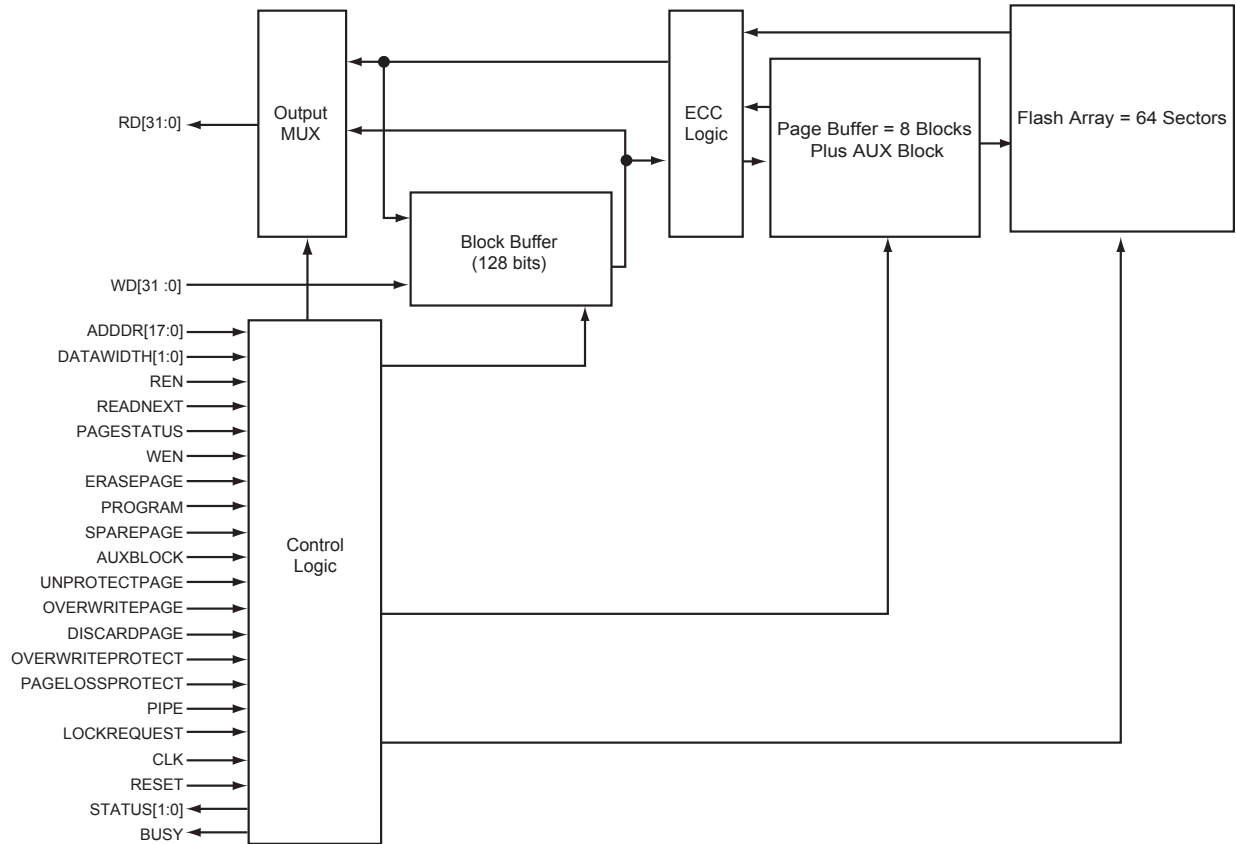 Output
MUX
ECC
Logic
Page Buffer = 8 Blocks
Plus AUX Block
Flash Array = 64 Sectors
RD[31:0]
Block Buffer
(128 bits)
WD[31 :0]
ADDDR[17:0]
DATAWIDTH[1:0]
REN
READNEXT
PAGESTATUS
WEN
ERASEPAGE
PROGRAM
SPAREPAGE
AUXBLOCK
UNPROTECTPAGE
OVERWRITEPAGE
DISCARDPAGE
OVERWRITEPROTECT
PAGELOSSPROTECT
PIPE
LOCKREQUEST
CLK
RESET
STATUS[1:0]
BUSY
Control
Logic